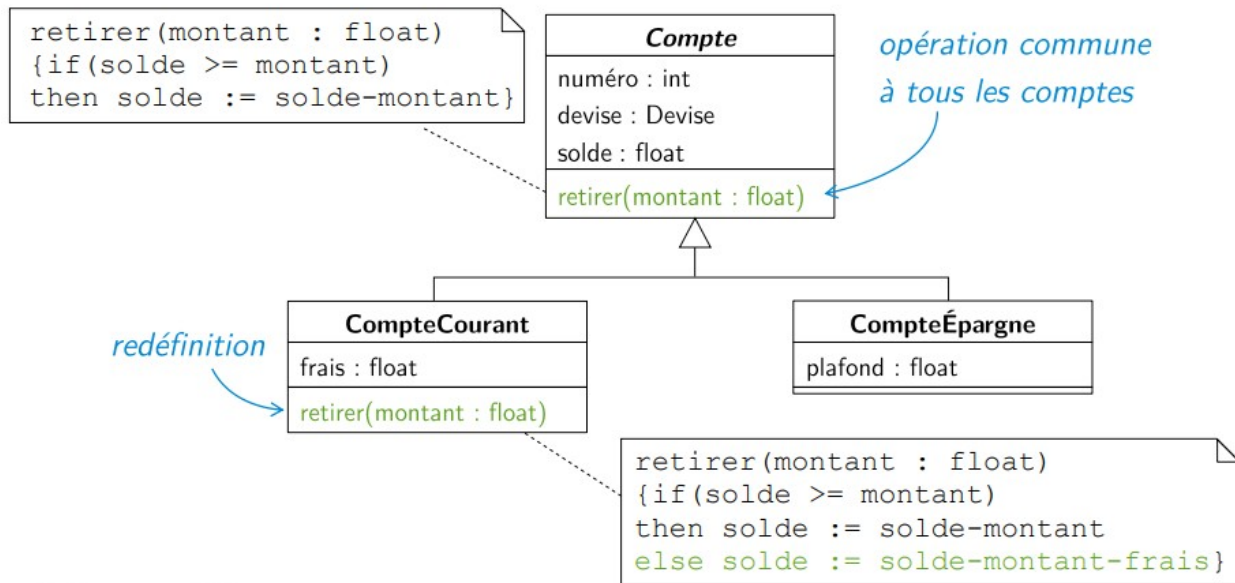 retirer(montant : float)
{if(solde >= montant)
then solde := solde-montant}
Compte
numéro : int
devise : Devise
solde : float
retirer(montant : float)
opération commune
à tous les comptes
redéfinition
CompteCourant
frais : float
retirer(montant : float)
CompteÉpargne
plafond : float
retirer(montant : float)
{if(solde >= montant)
then solde := solde-montant
else solde := solde-montant-frais}